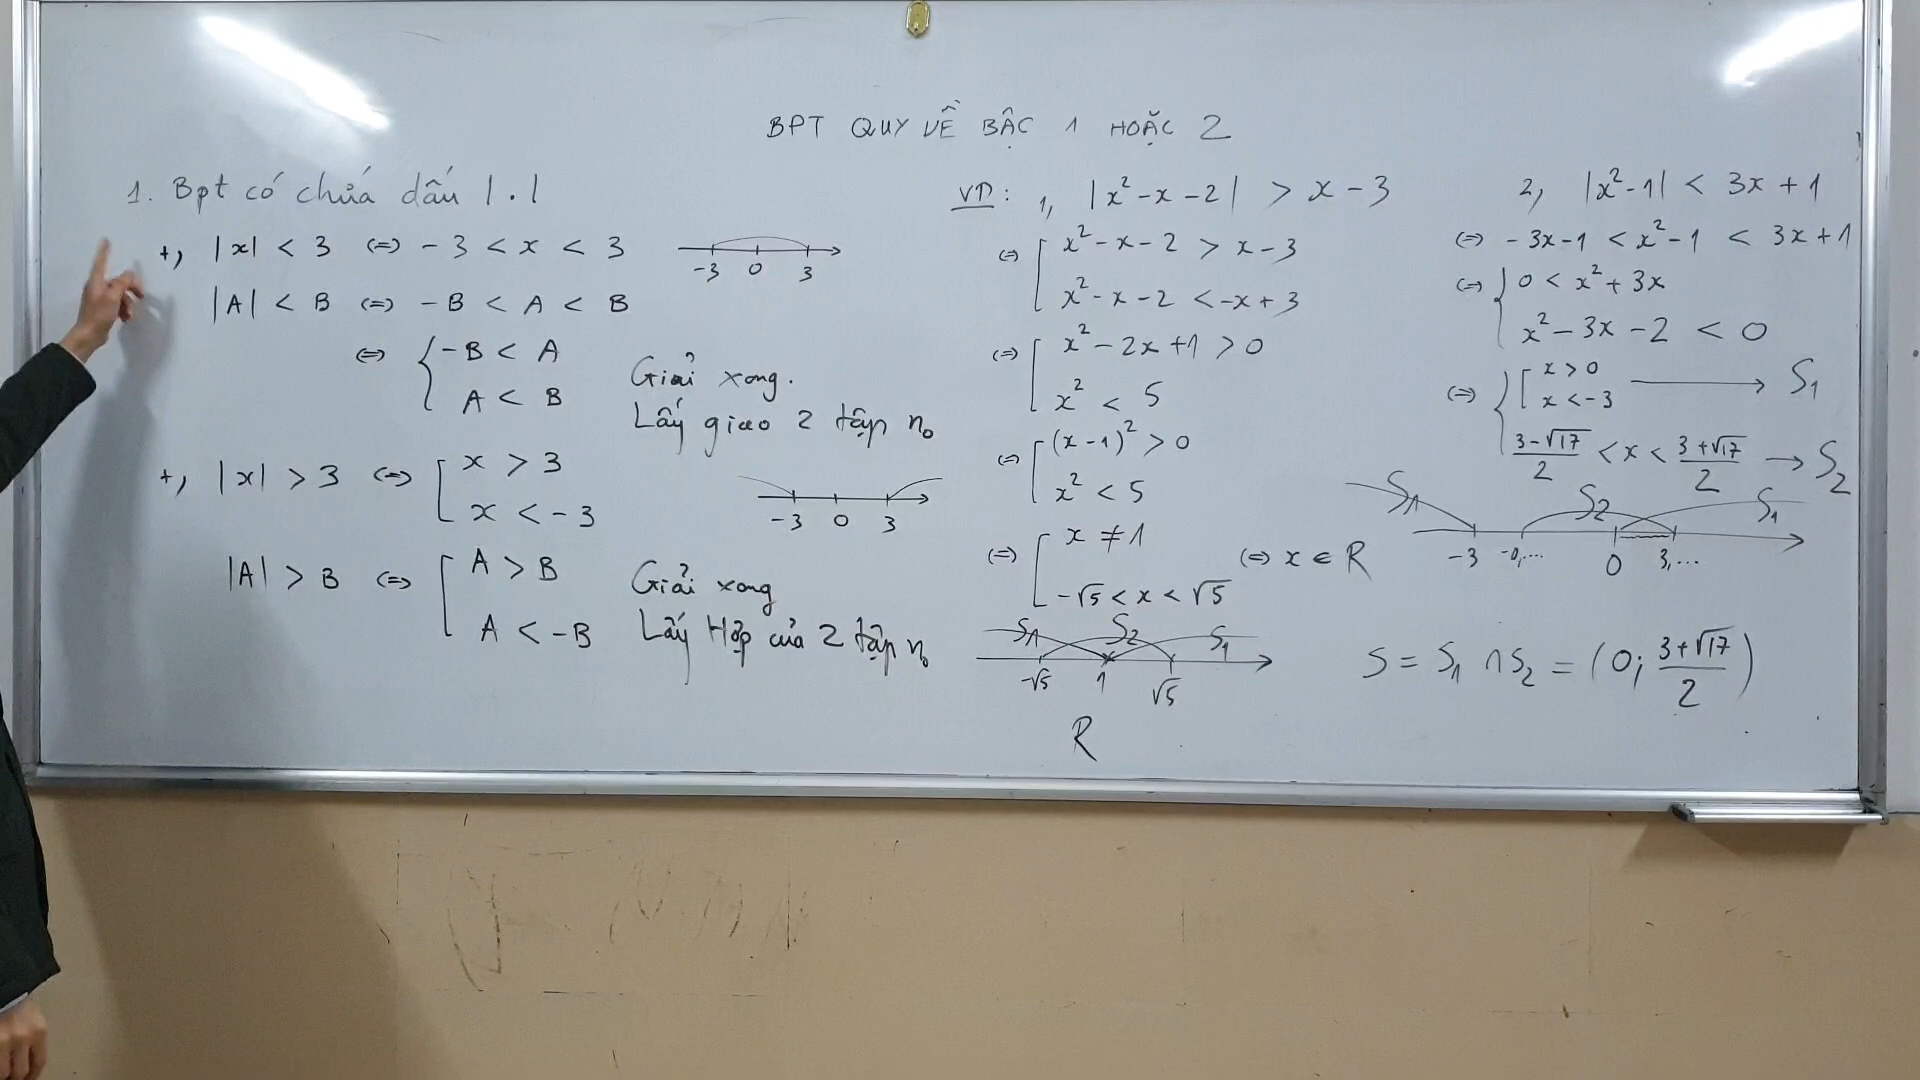 BPT QUY VỀ BẬC 1 HOẶC 2
1. Bpt có chứa dấu |.|
+, |x| < 3 (=) -3 < x < 3
-3 0 3
|A| < B (=) -B < A < B
(=) { -B < A
A < B
Giải xong.
Lấy giao 2 tập n₀
+, |x| > 3 (=) [ x > 3
x < -3
-3 0 3
|A| > B (=) [ A > B
A < -B
Giải xong
Lấy Hợp của 2 tập n₀
VD: 1, |x² - x - 2| > x - 3
(=) [ x² - x - 2 > x - 3
x² - x - 2 < -x + 3
(=) [ x² - 2x + 1 > 0
x² < 5
(=) [ (x - 1)² > 0
x² < 5
(=) [ x ≠ 1
-√5 < x < √5
(=) x ∈ R
S₁ S₂ S₁
-√5 1 √5
R
2, |x² - 1| < 3x + 1
(=) -3x - 1 < x² - 1 < 3x + 1
(=) { 0 < x² + 3x
x² - 3x - 2 < 0
(=) { [ x > 0
x < -3 → S₁
(3 - √17)/2 < x < (3 + √17)/2 → S₂
S₁ S₂ S₁
-3 -0,... 0 3,...
S = S₁ ∩ S₂ = (0; (3 + √17)/2)